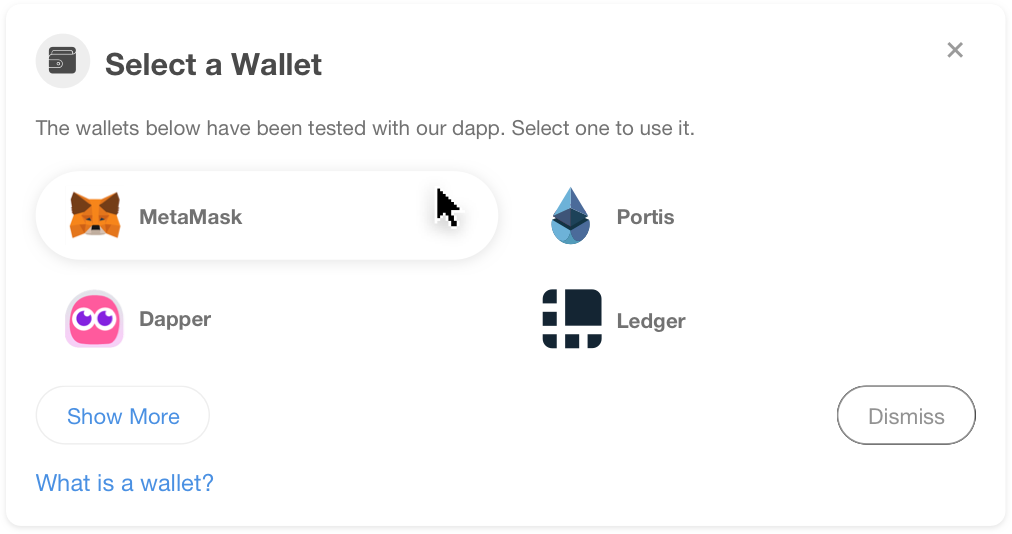 Select a Wallet
The wallets below have been tested with our dapp. Select one to use it.
MetaMask
Portis
Dapper
Ledger
Show More
Dismiss
What is a wallet?